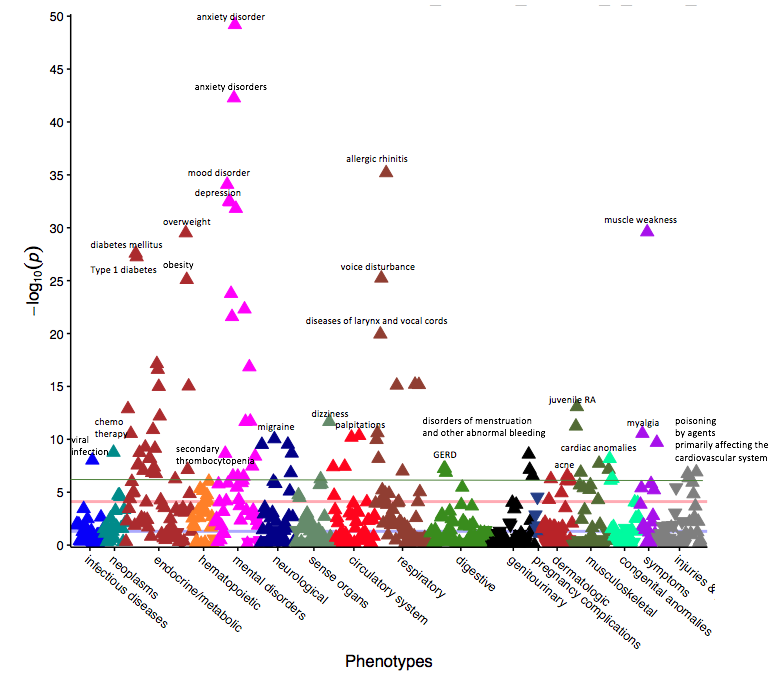 50
anxiety disorder
45
anxiety disorders
40
35
allergic rhinitis
mood disorder
depression
30
overweight
muscle weakness
diabetes mellitus
Type 1 diabetes
obesity
voice disturbance
25
diseases of larynx and vocal cords
20
15
juvenile RA
chemo
therapy
dizziness
palpitations
migraine
disorders of menstruation
and other abnormal bleeding
myalgia
poisoning
by agents
primarily affecting the
cardiovascular system
10
viral
infection
secondary
thombocytopenia
GERD
cardiac anomalies
acne
5
0
−log10(p)
infectious diseases
neoplasms
endocrine/metabolic
hematopoietic
mental disorders
neurological
sense organs
circulatory system
respiratory
digestive
genitourinary
pregnancy complications
dermatologic
musculoskeletal
congenital anomalies
symptoms
injuries &
Phenotypes